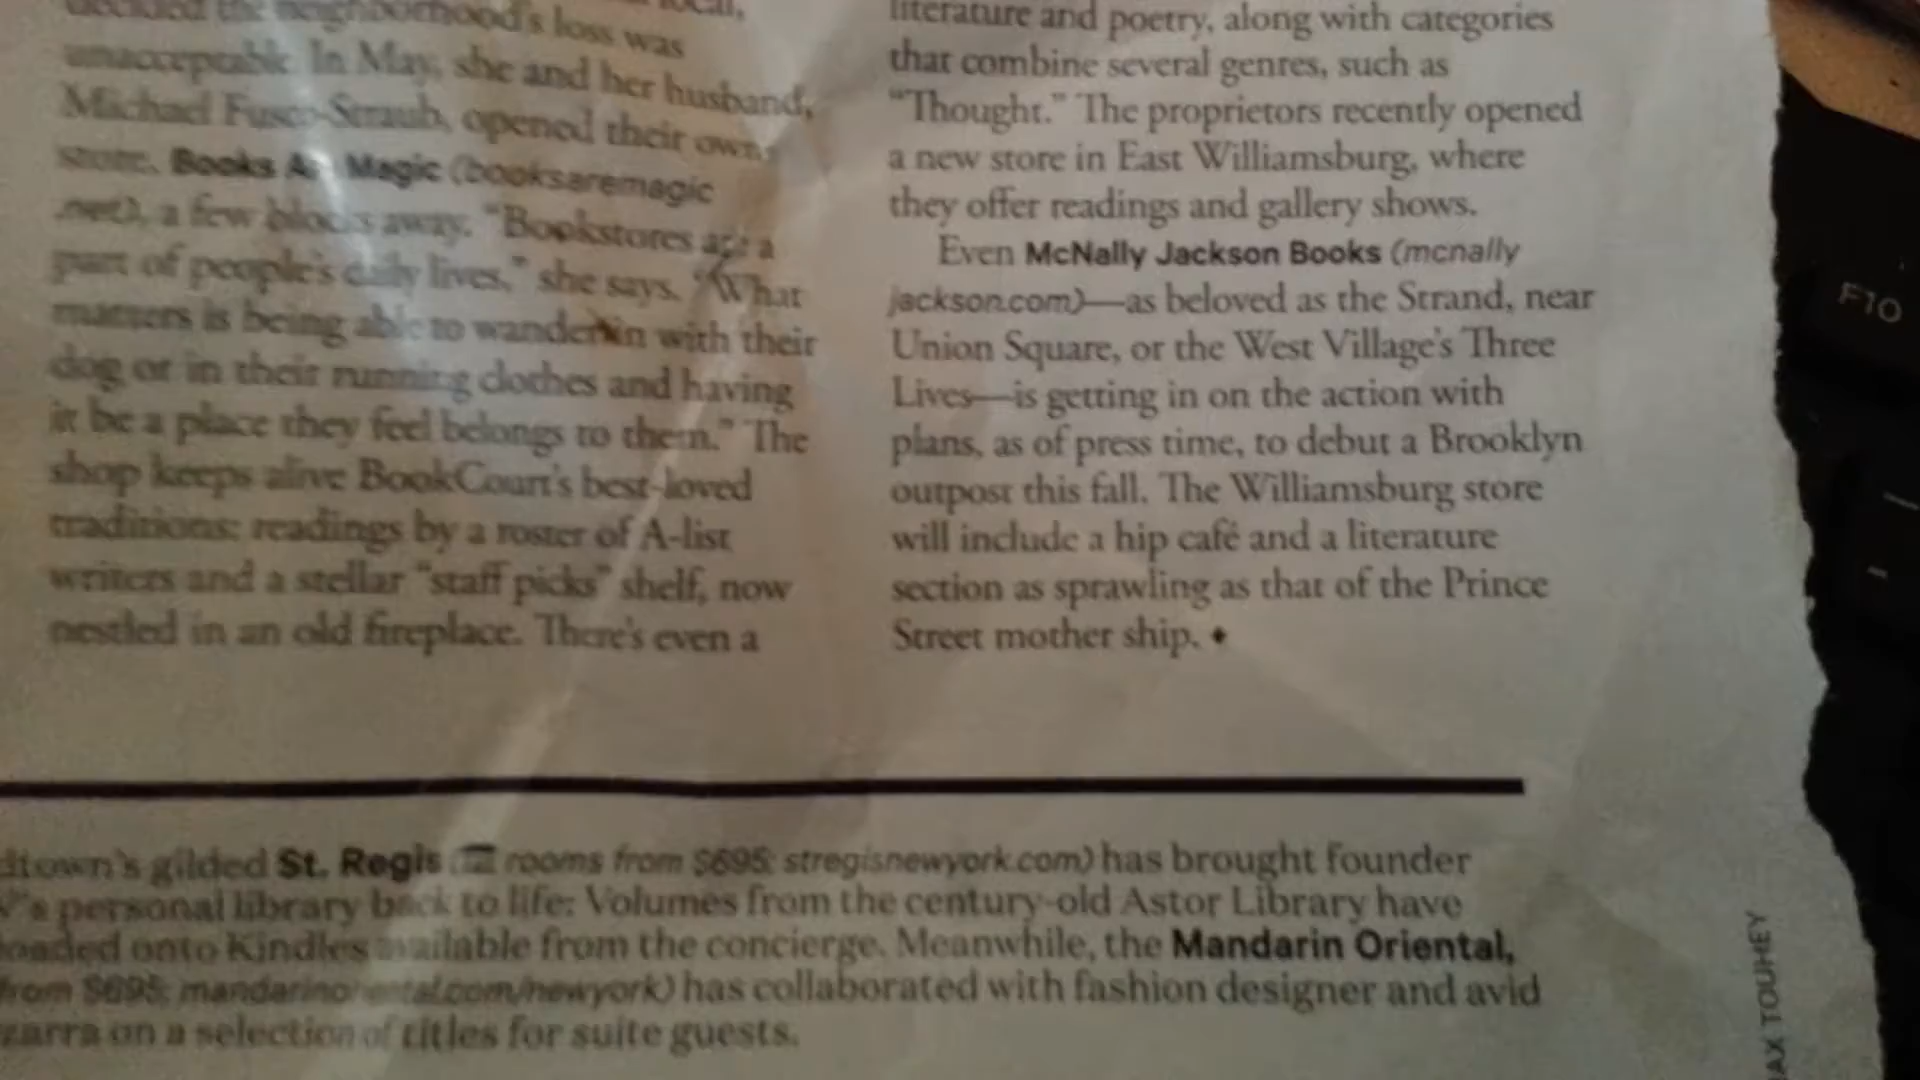 decided the neighborhood's loss was
unacceptable. In May, she and her husband,
Michael Fusco-Straub, opened their own
store, Books Are Magic (booksaremagic
.net), a few blocks away. "Bookstores are a
part of people's daily lives," she says. "What
matters is being able to wander in with their
dog or in their running clothes and having
it be a place they feel belongs to them." The
shop keeps alive BookCourt's best-loved
traditions: readings by a roster of A-list
writers and a stellar "staff picks" shelf, now
nestled in an old fireplace. There's even a
literature and poetry, along with categories
that combine several genres, such as
"Thought." The proprietors recently opened
a new store in East Williamsburg, where
they offer readings and gallery shows.
Even McNally Jackson Books (mcnally
jackson.com)—as beloved as the Strand, near
Union Square, or the West Village's Three
Lives—is getting in on the action with
plans, as of press time, to debut a Brooklyn
outpost this fall. The Williamsburg store
will include a hip café and a literature
section as sprawling as that of the Prince
Street mother ship. ♦
dtown's gilded St. Regis rooms from $695; stregisnewyork.com) has brought founder
personal library back to life: Volumes from the century-old Astor Library have
loaded onto Kindles available from the concierge. Meanwhile, the Mandarin Oriental,
from $695; mandarinoriental.com/newyork) has collaborated with fashion designer and avid
zarra on a selection of titles for suite guests.
AX TOUHEY
F10